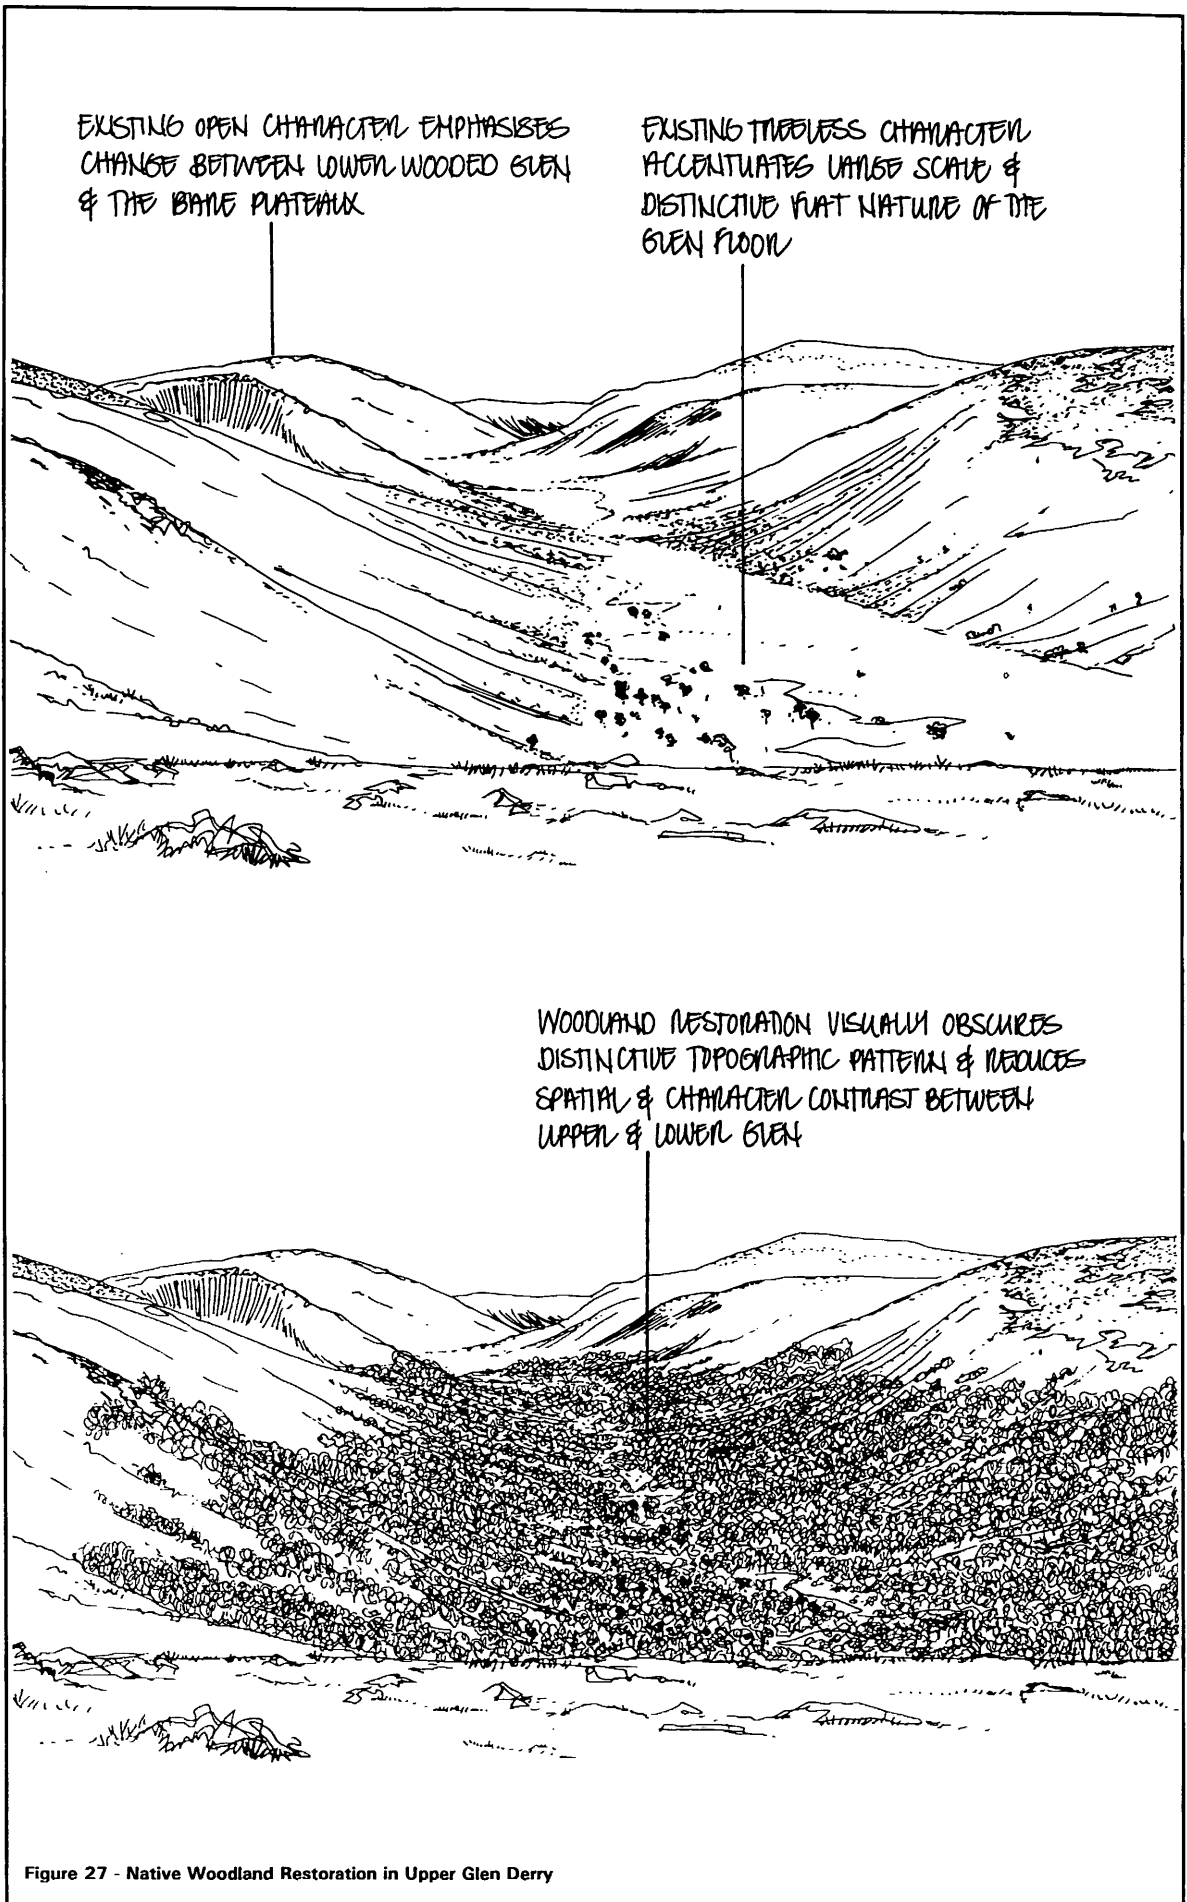 EXISTING OPEN CHARACTER EMPHASISES
CHANGE BETWEEN LOWER WOODED GLEN
& THE BARE PLATEAUX
EXISTING TREELESS CHARACTER
ACCENTUATES LARGE SCALE &
DISTINCTIVE FLAT NATURE OF THE
GLEN FLOOR
WOODLAND RESTORATION VISUALLY OBSCURES
DISTINCTIVE TOPOGRAPHIC PATTERN & REDUCES
SPATIAL & CHARACTER CONTRAST BETWEEN
UPPER & LOWER GLEN
Figure 27 - Native Woodland Restoration in Upper Glen Derry